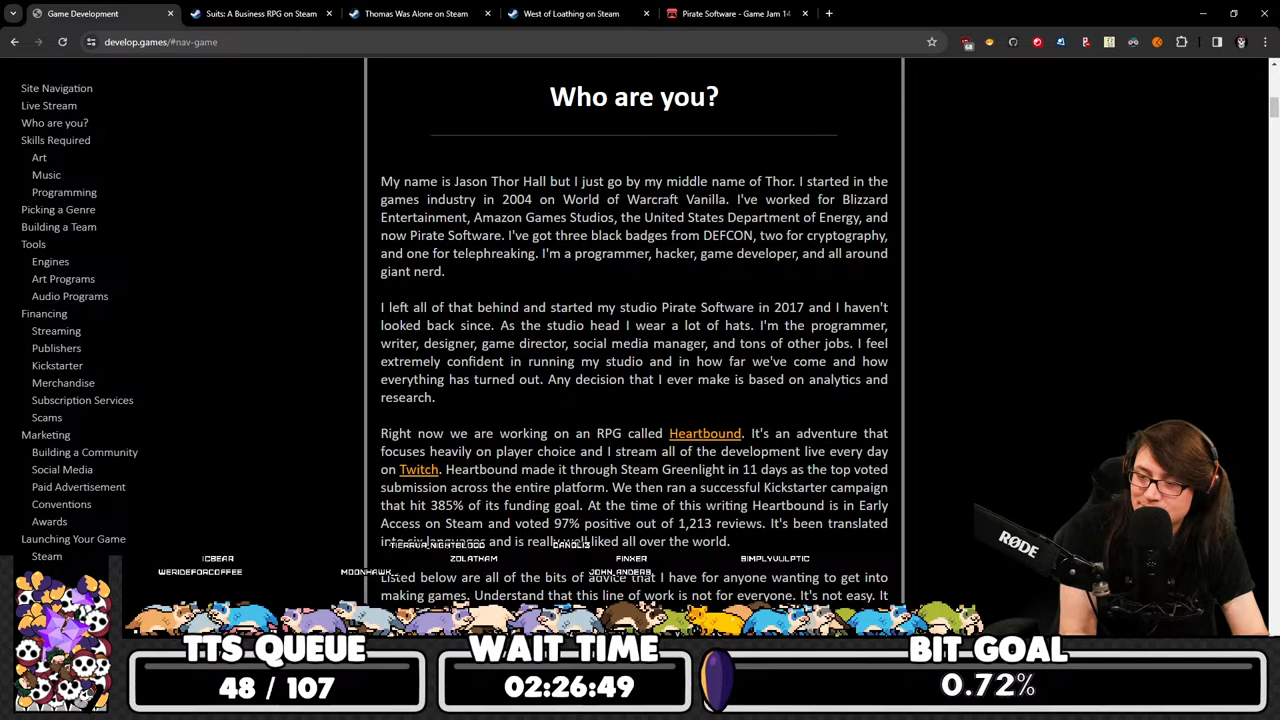 Game Development
Suits: A Business RPG on Steam
Thomas Was Alone on Steam
West of Loathing on Steam
Pirate Software - Game Jam 14
develop.games/#nav-game
Site Navigation
Live Stream
Who are you?
Skills Required
Art
Music
Programming
Picking a Genre
Building a Team
Tools
Engines
Art Programs
Audio Programs
Financing
Streaming
Publishers
Kickstarter
Merchandise
Subscription Services
Scams
Marketing
Building a Community
Social Media
Paid Advertisement
Conventions
Awards
Launching Your Game
Steam
Who are you?
My name is Jason Thor Hall but I just go by my middle name of Thor. I started in the
games industry in 2004 on World of Warcraft Vanilla. I've worked for Blizzard
Entertainment, Amazon Games Studios, the United States Department of Energy, and
now Pirate Software. I've got three black badges from DEFCON, two for cryptography,
and one for telephreaking. I'm a programmer, hacker, game developer, and all around
giant nerd.
I left all of that behind and started my studio Pirate Software in 2017 and I haven't
looked back since. As the studio head I wear a lot of hats. I'm the programmer,
writer, designer, game director, social media manager, and tons of other jobs. I feel
extremely confident in running my studio and in how far we've come and how
everything has turned out. Any decision that I ever make is based on analytics and
research.
Right now we are working on an RPG called Heartbound. It's an adventure that
focuses heavily on player choice and I stream all of the development live every day
on Twitch. Heartbound made it through Steam Greenlight in 11 days as the top voted
submission across the entire platform. We then ran a successful Kickstarter campaign
that hit 385% of its funding goal. At the time of this writing Heartbound is in Early
Access on Steam and voted 97% positive out of 1,213 reviews. It's been translated
into six languages and is really well liked all over the world.
Listed below are all of the bits of advice that I have for anyone wanting to get into
making games. Understand that this line of work is not for everyone. It's not easy. It
ICBEAR
ZOLATHAM
FINXER
SIMPLYVULPTIC
WERIDEFORCOFFEE
MOONHAWK
JOHN_ANDERS
RØDE
TTS QUEUE
48 / 107
WAIT TIME
02:26:49
BIT GOAL
0.72%